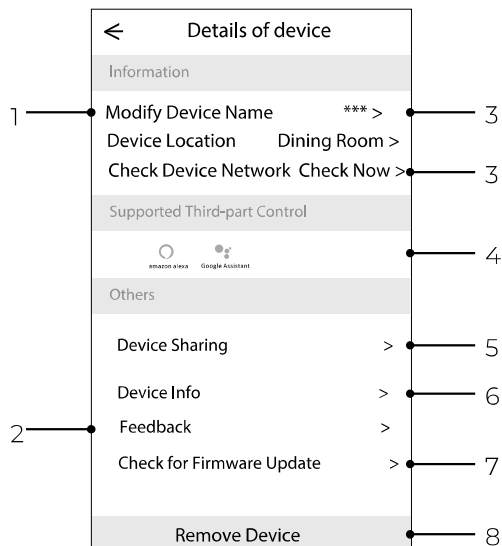 ← Details of device
Information
1 Modify Device Name *** > 3
Device Location Dining Room >
Check Device Network Check Now > 3
Supported Third-part Control
4
amazon alexa Google Assistant
Others
Device Sharing > 5
Device Info > 6
2 Feedback >
Check for Firmware Update > 7
Remove Device 8